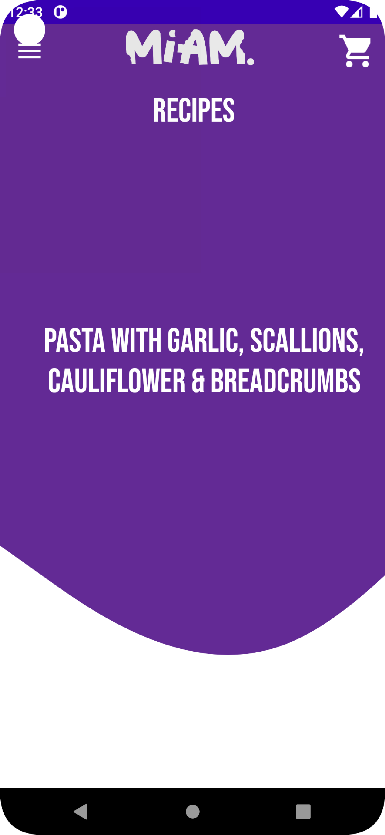 12:33
MiAM.
RECIPES
PASTA WITH GARLIC, SCALLIONS,
CAULIFLOWER & BREADCRUMBS